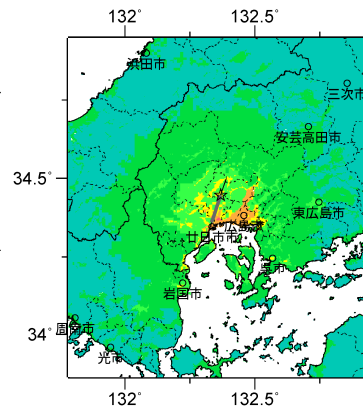 132° 132.5°
浜田市
三次市
安芸高田市
34.5°
東広島市
広島市
廿日市市
呉市
岩国市
34°
周南市
光市
132° 132.5°